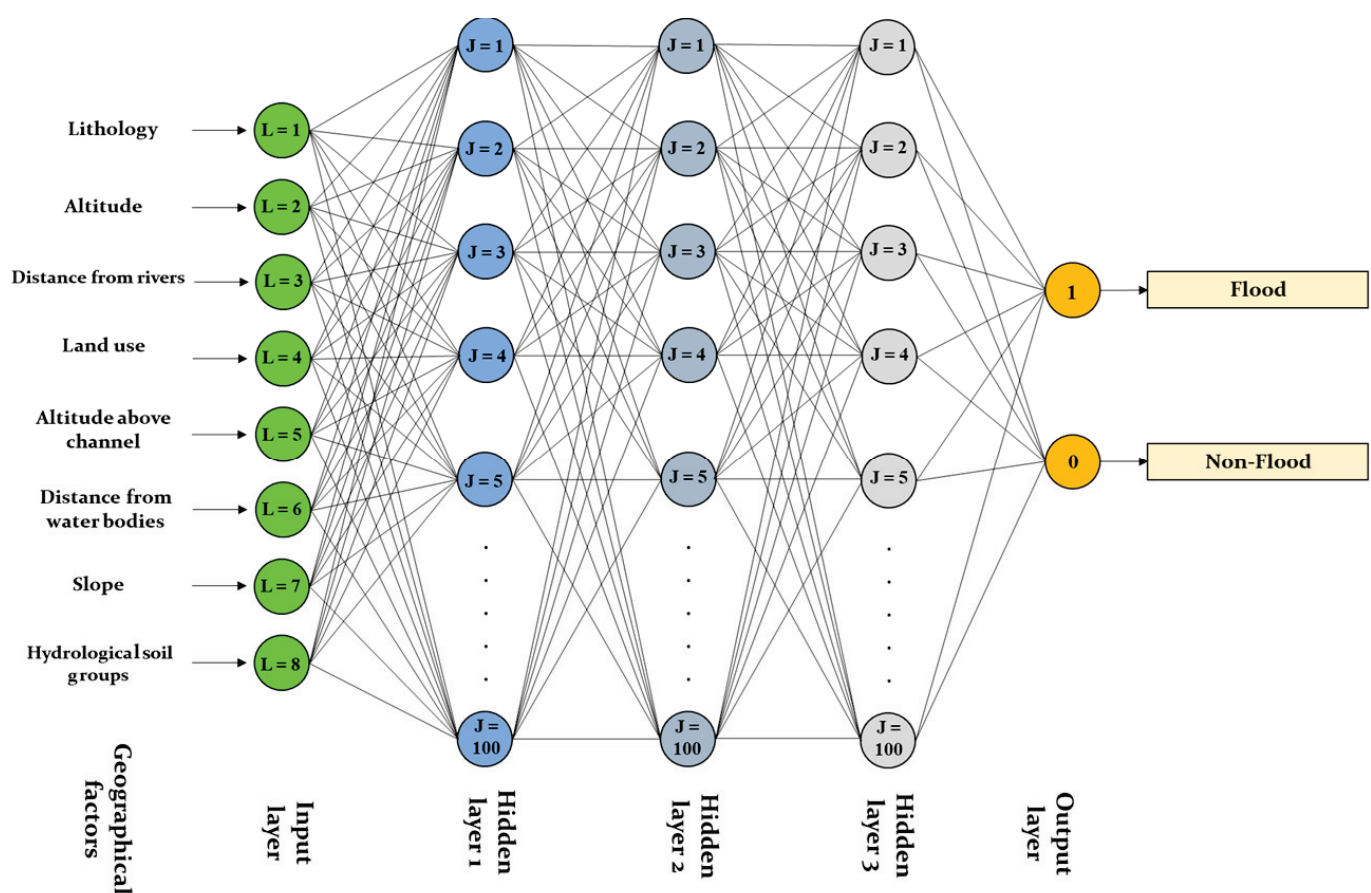 Lithology
Altitude
Distance from rivers
Land use
Altitude above
channel
Distance from
water bodies
Slope
Hydrological soil
groups
L = 1
L = 2
L = 3
L = 4
L = 5
L = 6
L = 7
L = 8
J = 1
J = 2
J = 3
J = 4
J = 5
J =
100
J = 1
J = 2
J = 3
J = 4
J = 5
J =
100
J = 1
J = 2
J = 3
J = 4
J = 5
J =
100
1
0
Flood
Non-Flood
Geographical
factors
Input
layer
Hidden
layer 1
Hidden
layer 2
Hidden
layer 3
Output
layer